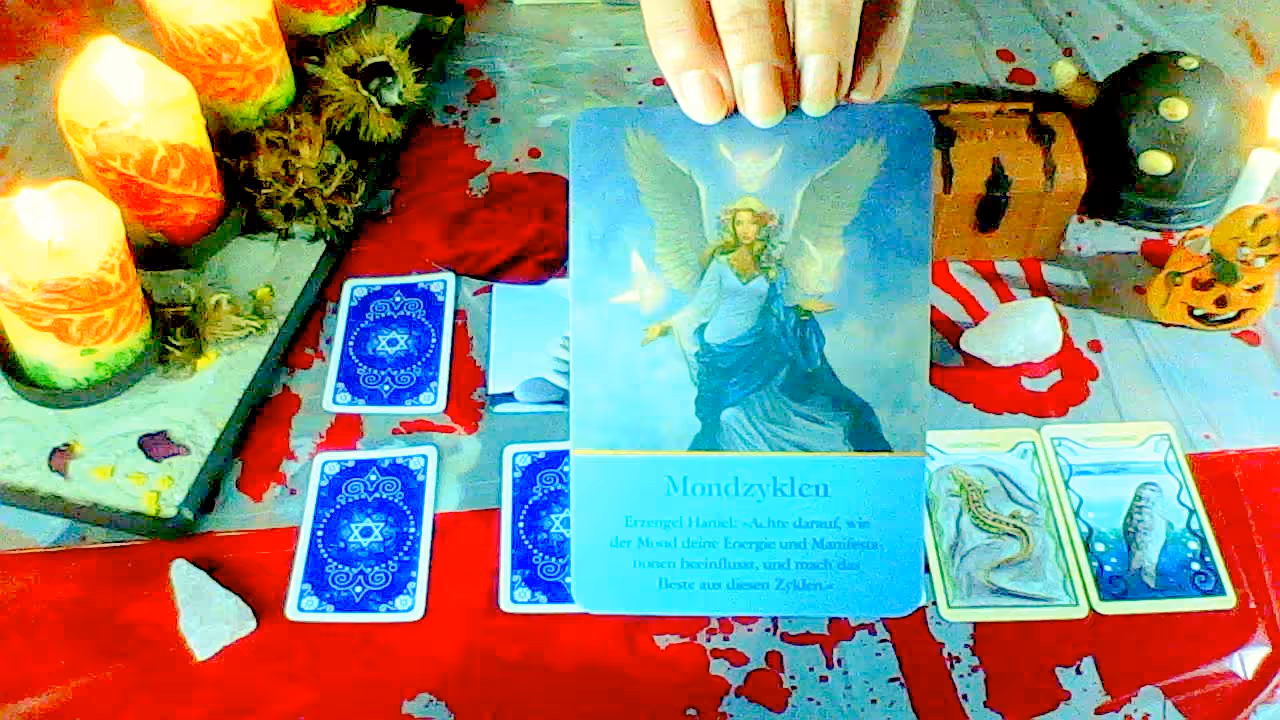 Mondzyklen
Erzengel Haniel: »Achte darauf, wie
der Mond deine Energie und Manifesta-
tionen beeinflusst, und mach das
Beste aus diesen Zyklen.«